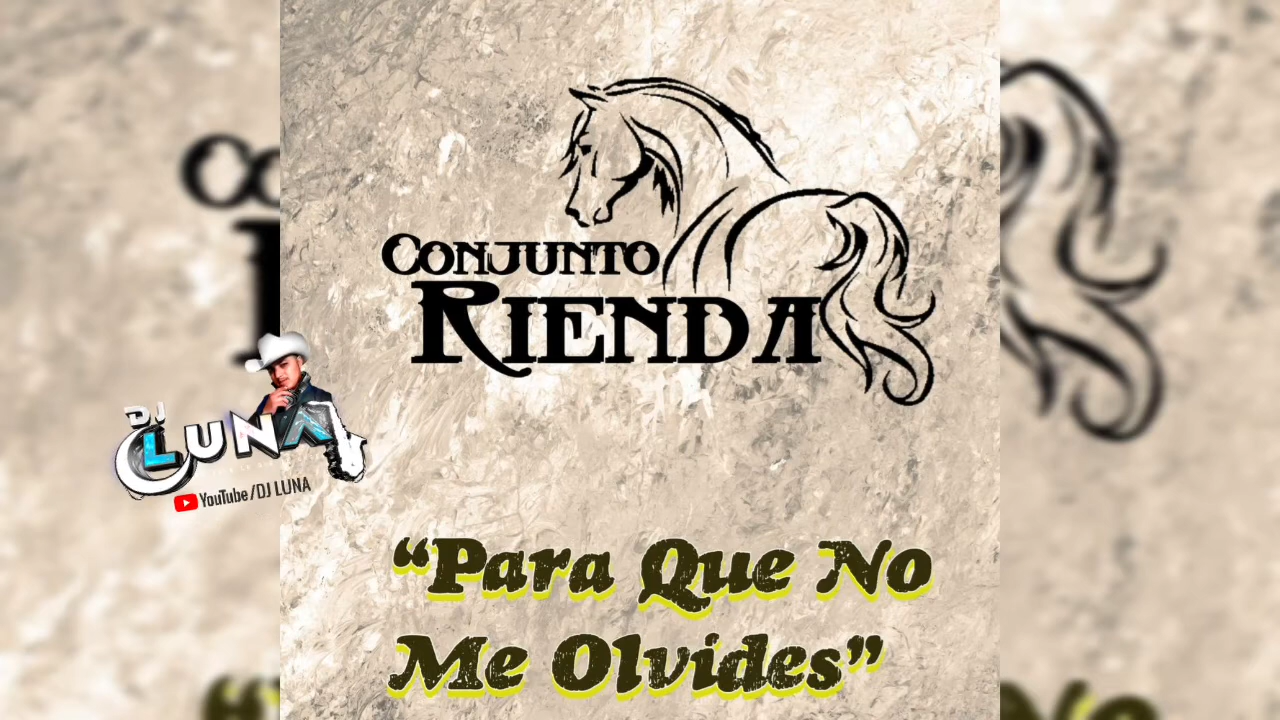 CONJUNTO
RIENDA
DJ
LUNA
YouTube/DJ LUNA
“Para Que No
Me Olvides”